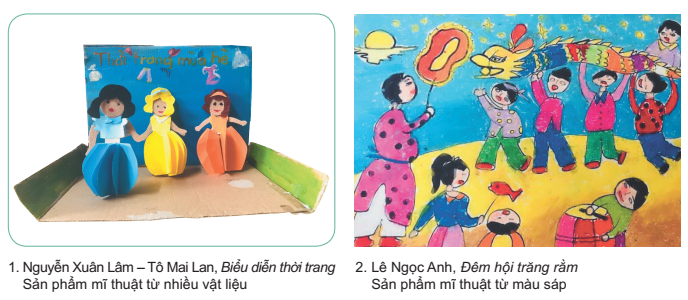 Thời trang mùa hè
1. Nguyễn Xuân Lâm – Tô Mai Lan, Biểu diễn thời trang
Sản phẩm mĩ thuật từ nhiều vật liệu
2. Lê Ngọc Anh, Đêm hội trăng rằm
Sản phẩm mĩ thuật từ màu sáp